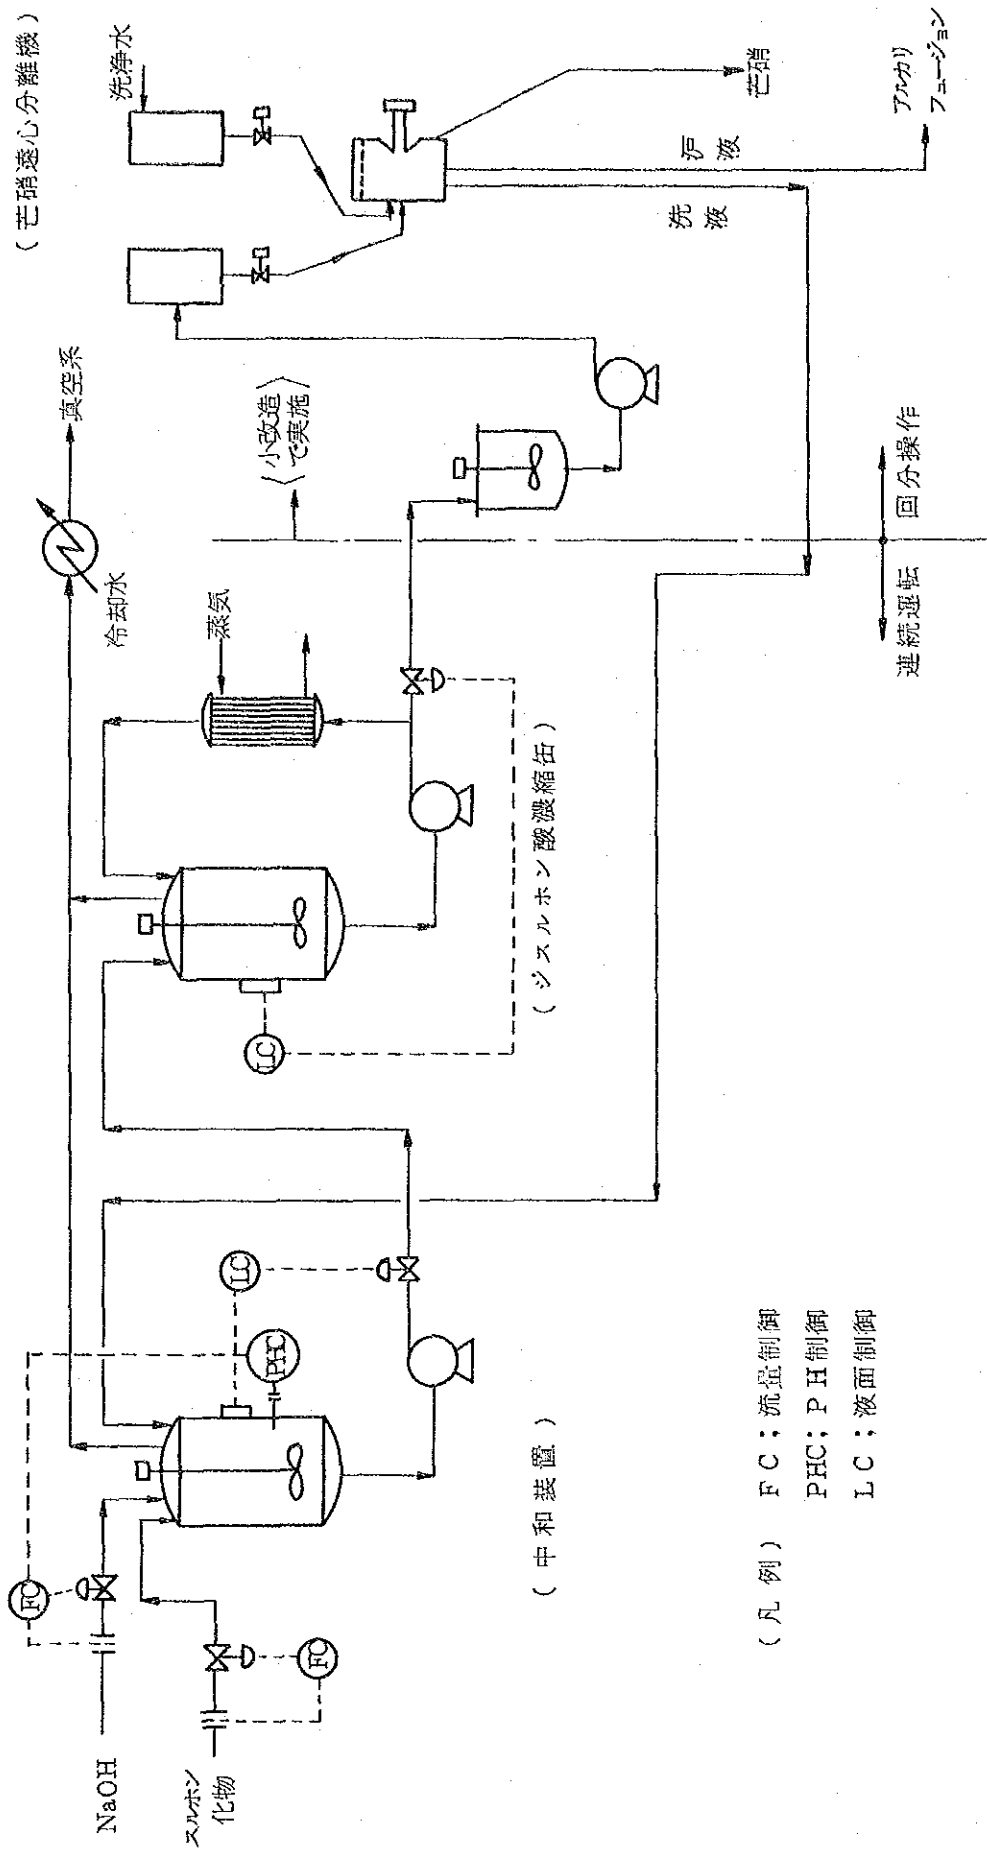 (芒硝遠心分離機)
洗浄水
真空系
冷却水
蒸気
〈小改造〉
〈で実施〉
芒硝
沪液
洗液
アルカリ
フュージョン
連続運転
回分操作
(ジスルホン酸濃縮缶)
LC
LC
PHC
FC
FC
NaOH
スルホン
化物
(中和装置)
(凡例) FC;流量制御
PHC;PH制御
LC;液面制御